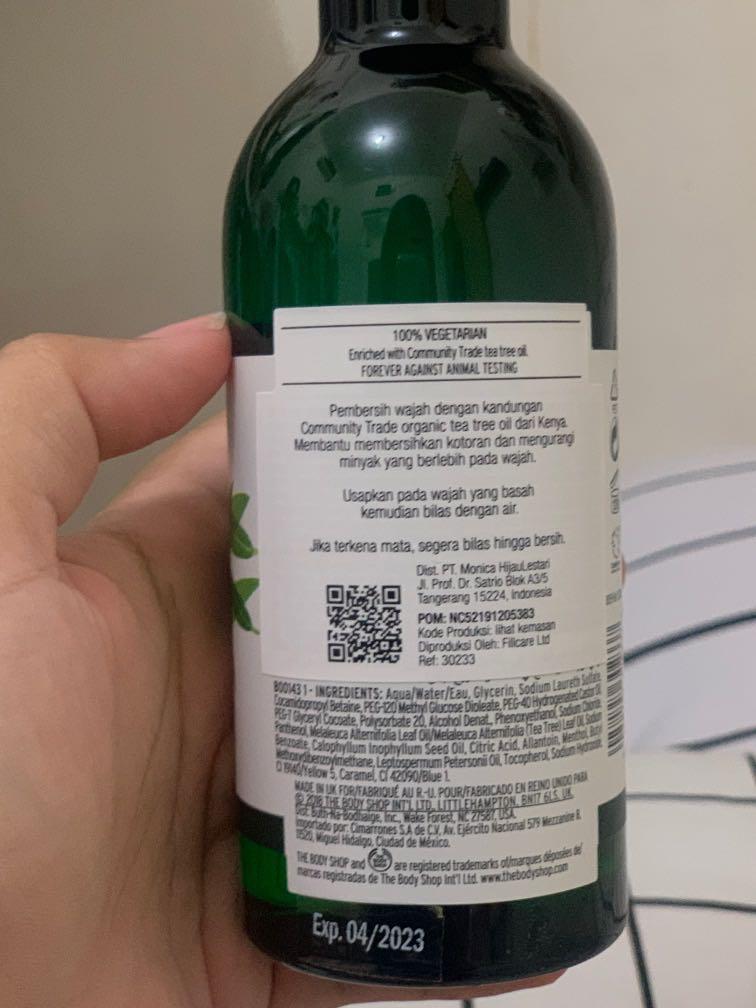 100% VEGETARIAN
Enriched with Community Trade tea tree oil.
FOREVER AGAINST ANIMAL TESTING
Pembersih wajah dengan kandungan
Community Trade organic tea tree oil dari Kenya.
Membantu membersihkan kotoran dan mengurangi
minyak yang berlebih pada wajah.
Usapkan pada wajah yang basah
kemudian bilas dengan air.
Jika terkena mata, segera bilas hingga bersih.
Dist. PT. Monica HijauLestari
Jl. Prof. Dr. Satrio Blok A3/5
Tangerang 15224, Indonesia
POM: NC52191205383
Kode Produksi: lihat kemasan
Diproduksi Oleh: Fillcare Ltd
Ref: 30233
B001431 - INGREDIENTS: Aqua/Water/Eau, Glycerin, Sodium Laureth Sulfate,
Cocamidopropyl Betaine, PEG-120 Methyl Glucose Dioleate, PEG-40 Hydrogenated Castor Oil,
PEG-7 Glyceryl Cocoate, Polysorbate 20, Alcohol Denat., Phenoxyethanol, Sodium Chloride,
Panthenol, Melaleuca Alternifolia Leaf Oil/Melaleuca Alternifolia (Tea Tree) Leaf Oil, Sodium
Benzoate, Calophyllum Inophyllum Seed Oil, Citric Acid, Allantoin, Menthol, Butyl
Methoxydibenzoylmethane, Leptospermum Petersonii Oil, Tocopherol, Sodium Hydroxide,
CI 19140/Yellow 5, Caramel, CI 42090/Blue 1.
MADE IN UK FOR/FABRIQUÉ AU R.-U. POUR/FABRICADO EN REINO UNIDO PARA
© 2018 THE BODY SHOP INT'L LTD, LITTLEHAMPTON, BN17 6LS, UK.
Dist. Buth-Na-Bodhaige, Inc., Wake Forest, NC 27587, USA.
Importado por: Cimarrones S.A de C.V, Av. Ejército Nacional 579 Mezzanine B,
11520, Miguel Hidalgo, Ciudad de México.
THE BODY SHOP and are registered trademarks of/marques déposées de/
marcas registradas de The Body Shop Int'l Ltd. www.thebodyshop.com
Exp. 04/2023